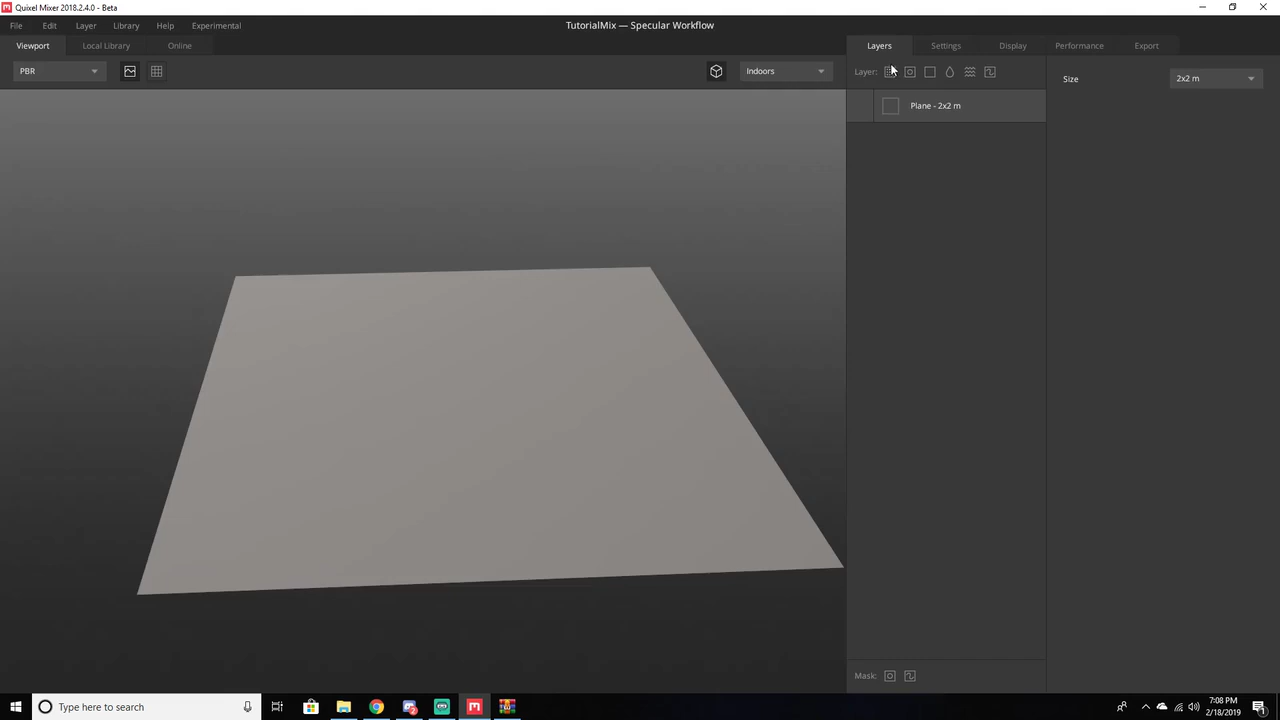 Quixel Mixer 2018.2.4.0 - Beta
File Edit Layer Library Help Experimental
TutorialMix — Specular Workflow
Viewport Local Library Online
Layers Settings Display Performance Export
PBR
Indoors
Layer:
Size 2x2 m
Plane - 2x2 m
Mask:
Type here to search
7:08 PM
2/18/2019